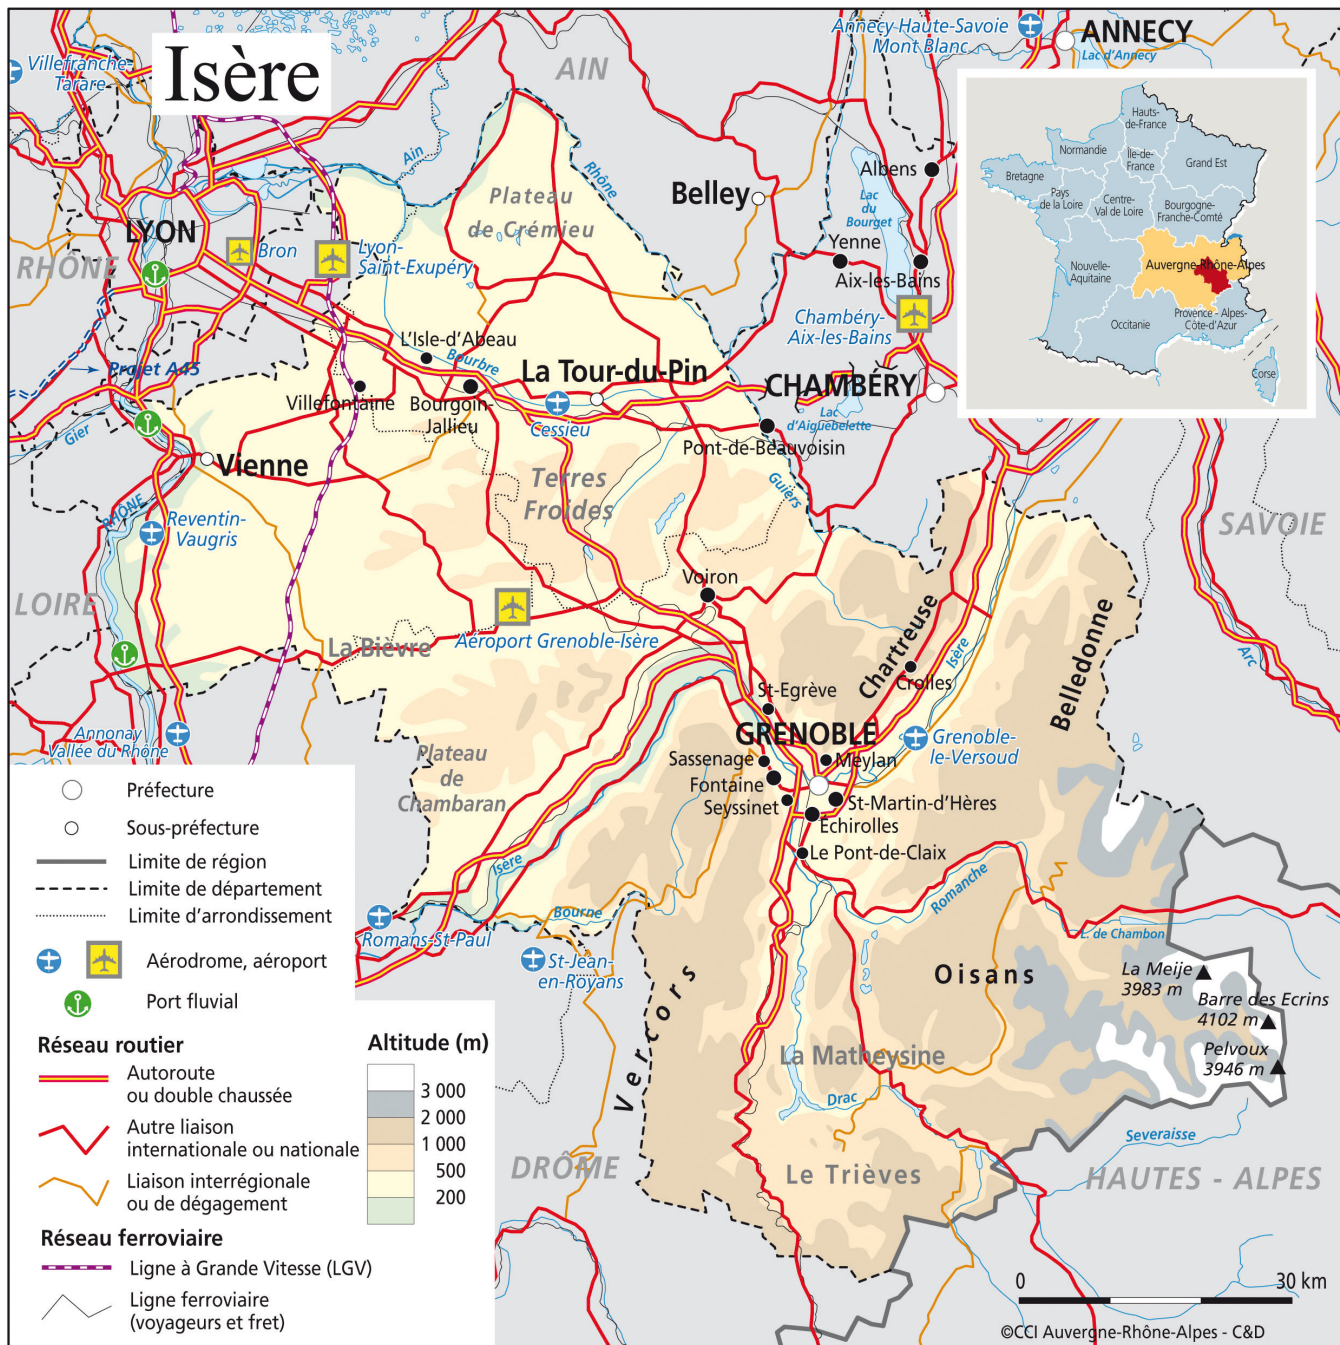 Isère
Villefranche-
Tarare
AIN
Annecy-Haute-Savoie
Mont Blanc
ANNECY
Lac d'Annecy
Hauts-
de-France
Normandie
Île-de-
France
Grand Est
Bretagne
Pays
de la Loire
Centre-
Val de Loire
Bourgogne-
Franche-Comté
Nouvelle-
Aquitaine
Auvergne-Rhône-Alpes
Occitanie
Provence - Alpes-
Côte-d'Azur
Corse
Ain
Rhône
Plateau
de Crémieu
Belley
Albens
Lac
du
Bourget
LYON
RHÔNE
Bron
Lyon-
Saint-Exupéry
Yenne
Aix-les-Bains
Chambéry-
Aix-les-Bains
L'Isle-d'Abeau
Bourbre
La Tour-du-Pin
CHAMBÉRY
Projet A45
Villefontaine
Bourgoin-
Jallieu
Cessieu
Lac
d'Aiguebelette
Gier
Pont-de-Beauvoisin
Vienne
Terres
Froides
Guiers
RHÔNE
Reventin-
Vaugris
SAVOIE
LOIRE
Voiron
La Bièvre
Aéroport Grenoble-Isère
Chartreuse
Isère
Belledonne
Arc
Crolles
St-Egrève
Annonay
Vallée du Rhône
GRENOBLE
Grenoble-
le-Versoud
Plateau
de
Chambaran
Sassenage
Meylan
Fontaine
Seyssinet
St-Martin-d'Hères
Echirolles
Le Pont-de-Claix
Isère
Romanche
Bourne
Romans-St-Paul
L. de Chambon
St-Jean-
en-Royans
Vercors
Oisans
La Meije
3983 m
Barre des Ecrins
4102 m
Pelvoux
3946 m
La Matheysine
Drac
Severaisse
DRÔME
Le Trièves
HAUTES - ALPES
Préfecture
Sous-préfecture
Limite de région
Limite de département
Limite d'arrondissement
Aérodrome, aéroport
Port fluvial
Réseau routier
Autoroute
ou double chaussée
Autre liaison
internationale ou nationale
Liaison interrégionale
ou de dégagement
Réseau ferroviaire
Ligne à Grande Vitesse (LGV)
Ligne ferroviaire
(voyageurs et fret)
Altitude (m)
3 000
2 000
1 000
500
200
0 30 km
©CCI Auvergne-Rhône-Alpes - C&D